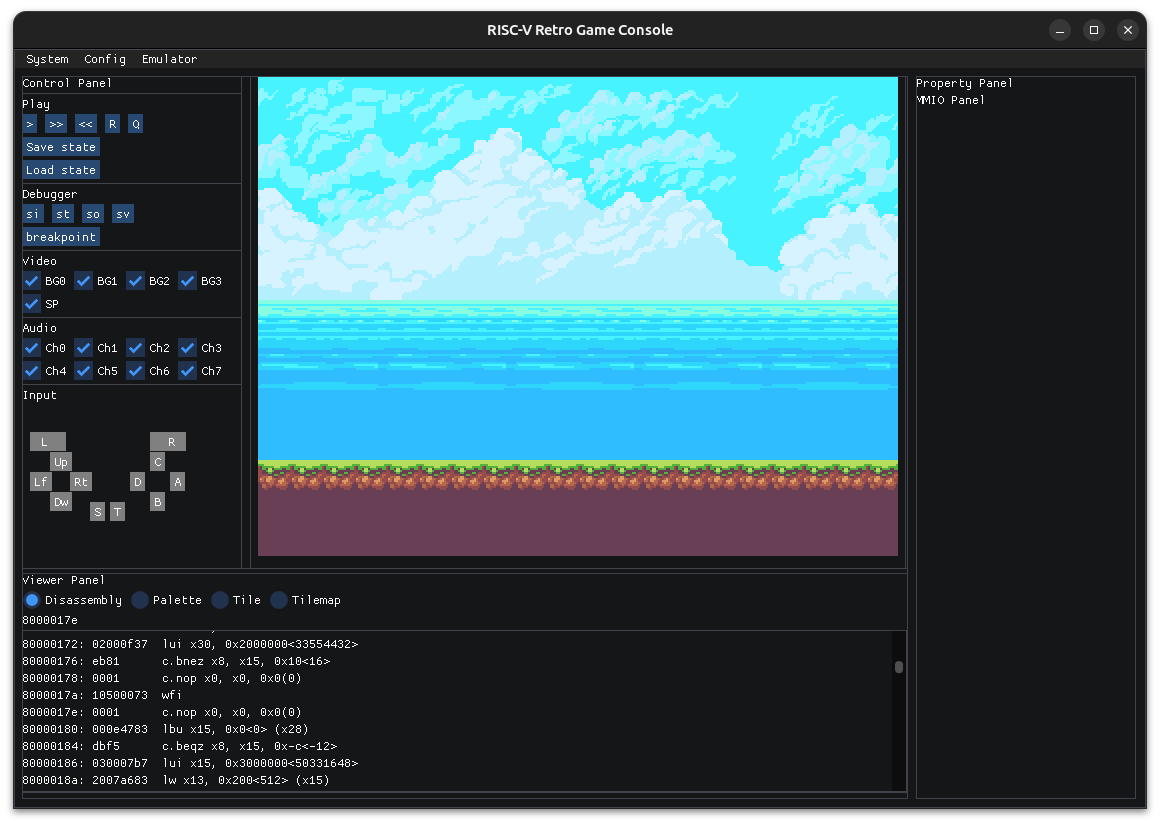 RISC-V Retro Game Console
System Config Emulator
Control Panel
Play
> >> << R Q
Save state
Load state
Debugger
si st so sv
breakpoint
Video
BG0 BG1 BG2 BG3
SP
Audio
Ch0 Ch1 Ch2 Ch3
Ch4 Ch5 Ch6 Ch7
Input
L R
Up C
Lf Rt D A
Dw B
S T
Property Panel
MMIO Panel
Viewer Panel
Disassembly Palette Tile Tilemap
8000017e
80000172: 02000f37 lui x30, 0x2000000<33554432>
80000176: eb81 c.bnez x8, x15, 0x10<16>
80000178: 0001 c.nop x0, x0, 0x0(0)
8000017a: 10500073 wfi
8000017e: 0001 c.nop x0, x0, 0x0(0)
80000180: 000e4783 lbu x15, 0x0<0> (x28)
80000184: dbf5 c.beqz x8, x15, 0x-c<-12>
80000186: 030007b7 lui x15, 0x3000000<50331648>
8000018a: 2007a683 lw x13, 0x200<512> (x15)